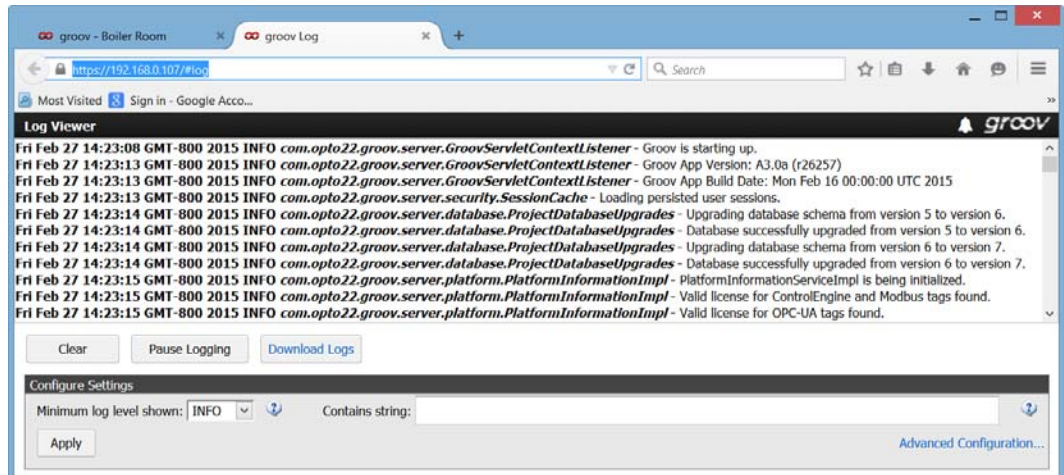 groov - Boiler Room
groov Log
https://192.168.0.107/#log
Search
Most Visited
Sign in - Google Acco...
Log Viewer
groov
Fri Feb 27 14:23:08 GMT-800 2015 INFO com.opto22.groov.server.GroovServletContextListener - Groov is starting up.
Fri Feb 27 14:23:13 GMT-800 2015 INFO com.opto22.groov.server.GroovServletContextListener - Groov App Version: A3.0a (r26257)
Fri Feb 27 14:23:13 GMT-800 2015 INFO com.opto22.groov.server.GroovServletContextListener - Groov App Build Date: Mon Feb 16 00:00:00 UTC 2015
Fri Feb 27 14:23:13 GMT-800 2015 INFO com.opto22.groov.server.security.SessionCache - Loading persisted user sessions.
Fri Feb 27 14:23:14 GMT-800 2015 INFO com.opto22.groov.server.database.ProjectDatabaseUpgrades - Upgrading database schema from version 5 to version 6.
Fri Feb 27 14:23:14 GMT-800 2015 INFO com.opto22.groov.server.database.ProjectDatabaseUpgrades - Database successfully upgraded from version 5 to version 6.
Fri Feb 27 14:23:14 GMT-800 2015 INFO com.opto22.groov.server.database.ProjectDatabaseUpgrades - Upgrading database schema from version 6 to version 7.
Fri Feb 27 14:23:14 GMT-800 2015 INFO com.opto22.groov.server.database.ProjectDatabaseUpgrades - Database successfully upgraded from version 6 to version 7.
Fri Feb 27 14:23:15 GMT-800 2015 INFO com.opto22.groov.server.platform.PlatformInformationImpl - PlatformInformationServiceImpl is being initialized.
Fri Feb 27 14:23:15 GMT-800 2015 INFO com.opto22.groov.server.platform.PlatformInformationImpl - Valid license for ControlEngine and Modbus tags found.
Fri Feb 27 14:23:15 GMT-800 2015 INFO com.opto22.groov.server.platform.PlatformInformationImpl - Valid license for OPC-UA tags found.
Clear
Pause Logging
Download Logs
Configure Settings
Minimum log level shown: INFO
Contains string:
Apply
Advanced Configuration...